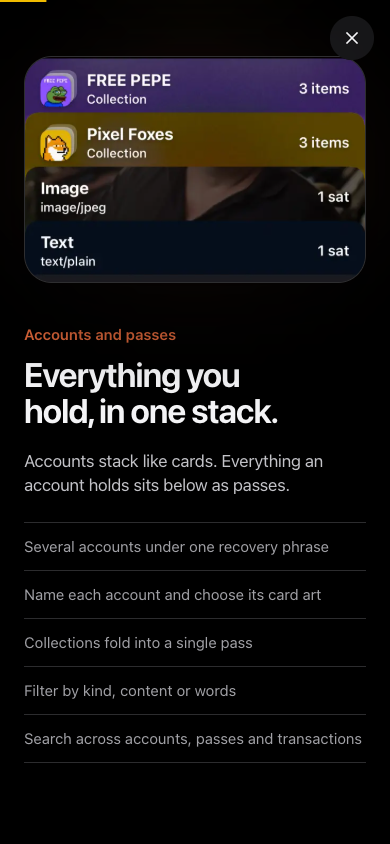 FREE PEPE
FREE PEPE
Collection
3 items
Pixel Foxes
Collection
3 items
Image
image/jpeg
1 sat
Text
text/plain
1 sat
Accounts and passes
Everything you
hold, in one stack.
Accounts stack like cards. Everything an
account holds sits below as passes.
Several accounts under one recovery phrase
Name each account and choose its card art
Collections fold into a single pass
Filter by kind, content or words
Search across accounts, passes and transactions